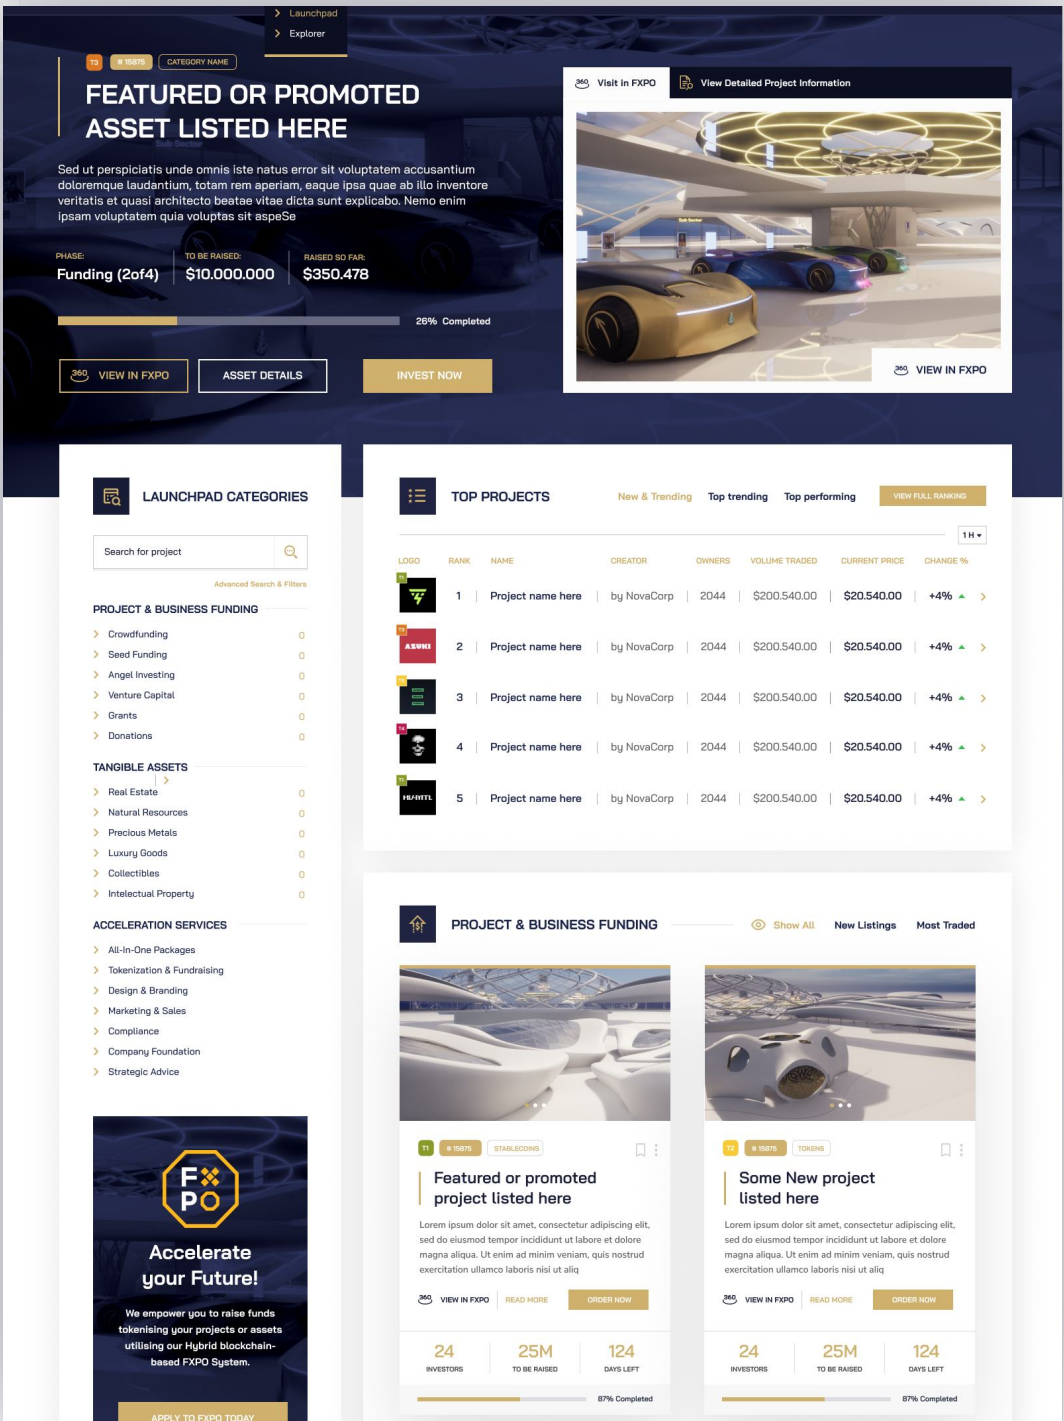 Launchpad
Explorer
T3 # 15875 CATEGORY NAME
FEATURED OR PROMOTED
ASSET LISTED HERE
Sub Sector
Sed ut perspiciatis unde omnis iste natus error sit voluptatem accusantium
doloremque laudantium, totam rem aperiam, eaque ipsa quae ab illo inventore
veritatis et quasi architecto beatae vitae dicta sunt explicabo. Nemo enim
ipsam voluptatem quia voluptas sit aspeSe
PHASE: TO BE RAISED: RAISED SO FAR:
Funding (2of4) $10.000.000 $350.478
26% Completed
360 VIEW IN FXPO ASSET DETAILS INVEST NOW
360 Visit in FXPO View Detailed Project Information
Sub Sector
360 VIEW IN FXPO
LAUNCHPAD CATEGORIES
Search for project
Advanced Search & Filters
PROJECT & BUSINESS FUNDING
Crowdfunding 0
Seed Funding 0
Angel Investing 0
Venture Capital 0
Grants 0
Donations 0
TANGIBLE ASSETS
Real Estate 0
Natural Resources 0
Precious Metals 0
Luxury Goods 0
Collectibles 0
Intelectual Property 0
ACCELERATION SERVICES
All-In-One Packages
Tokenization & Fundraising
Design & Branding
Marketing & Sales
Compliance
Company Foundation
Strategic Advice
FX
PO
Accelerate
your Future!
We empower you to raise funds
tokenising your projects or assets
utilising our Hybrid blockchain-
based FXPO System.
APPLY TO FXPO TODAY
TOP PROJECTS New & Trending Top trending Top performing VIEW FULL RANKING
1 H
LOGO RANK NAME CREATOR OWNERS VOLUME TRADED CURRENT PRICE CHANGE %
T1 1 Project name here by NovaCorp 2044 $200.540.00 $20.540.00 +4%
T3 AZUKI 2 Project name here by NovaCorp 2044 $200.540.00 $20.540.00 +4%
3 Project name here by NovaCorp 2044 $200.540.00 $20.540.00 +4%
T4 4 Project name here by NovaCorp 2044 $200.540.00 $20.540.00 +4%
T1 5 Project name here by NovaCorp 2044 $200.540.00 $20.540.00 +4%
PROJECT & BUSINESS FUNDING Show All New Listings Most Traded
T1 # 15875 STABLECOINS
Featured or promoted
project listed here
Lorem ipsum dolor sit amet, consectetur adipiscing elit,
sed do eiusmod tempor incididunt ut labore et dolore
magna aliqua. Ut enim ad minim veniam, quis nostrud
exercitation ullamco laboris nisi ut aliq
360 VIEW IN FXPO READ MORE ORDER NOW
24 25M 124
INVESTORS TO BE RAISED DAYS LEFT
87% Completed
T2 # 15875 TOKENS
Some New project
listed here
Lorem ipsum dolor sit amet, consectetur adipiscing elit,
sed do eiusmod tempor incididunt ut labore et dolore
magna aliqua. Ut enim ad minim veniam, quis nostrud
exercitation ullamco laboris nisi ut aliq
360 VIEW IN FXPO READ MORE ORDER NOW
24 25M 124
INVESTORS TO BE RAISED DAYS LEFT
87% Completed